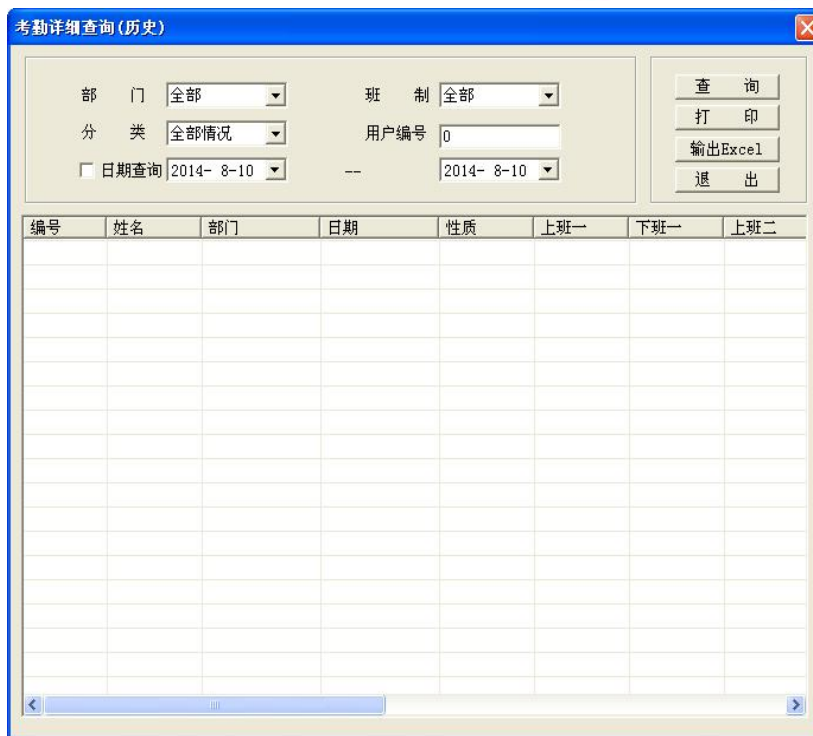 考勤详细查询(历史)
部 门 全部 班 制 全部 查 询
分 类 全部情况 用户编号 0 打 印
输出Excel
日期查询 2014- 8-10 -- 2014- 8-10 退 出
编号 姓名 部门 日期 性质 上班一 下班一 上班二